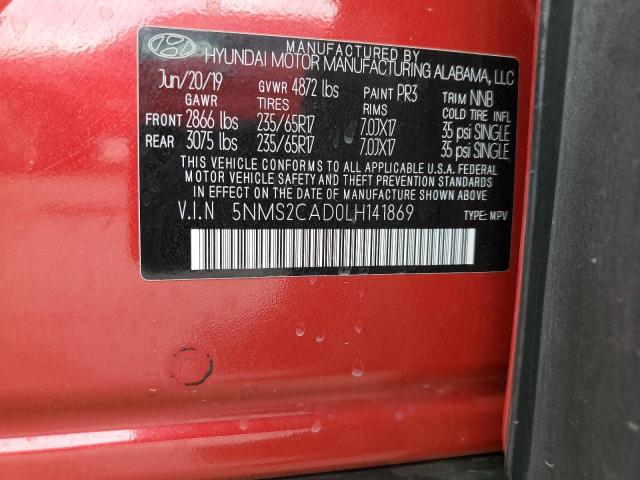 MANUFACTURED BY
HYUNDAI MOTOR MANUFACTURING ALABAMA, LLC
Jun/20/19 GVWR 4872 lbs PAINT PR3 TRIM NNB
GAWR TIRES RIMS COLD TIRE INFL
FRONT 2866 lbs 235/65R17 7.0JX17 35 psi SINGLE
REAR 3075 lbs 235/65R17 7.0JX17 35 psi SINGLE
THIS VEHICLE CONFORMS TO ALL APPLICABLE U.S.A. FEDERAL
MOTOR VEHICLE SAFETY AND THEFT PREVENTION STANDARDS
IN EFFECT ON THE DATE OF MANUFACTURE SHOWN ABOVE.
V.I.N 5NMS2CAD0LH141869 TYPE: MPV